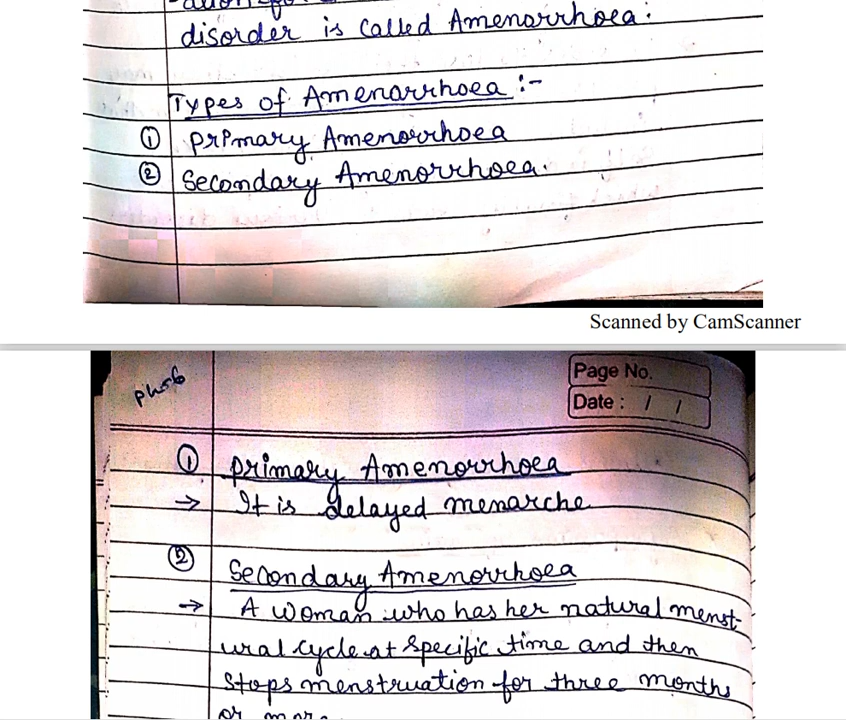 disorder is called Amenorrhoea.
Types of Amenorrhoea :-
① Primary Amenorrhoea
② Secondary Amenorrhoea.
Scanned by CamScanner
Page No.
Date : / /
① Primary Amenorrhoea
→ It is delayed menarche
② Secondary Amenorrhoea
→ A woman who has her natural menst-
ural cycle at specific time and then
stops menstruation for three months
or more